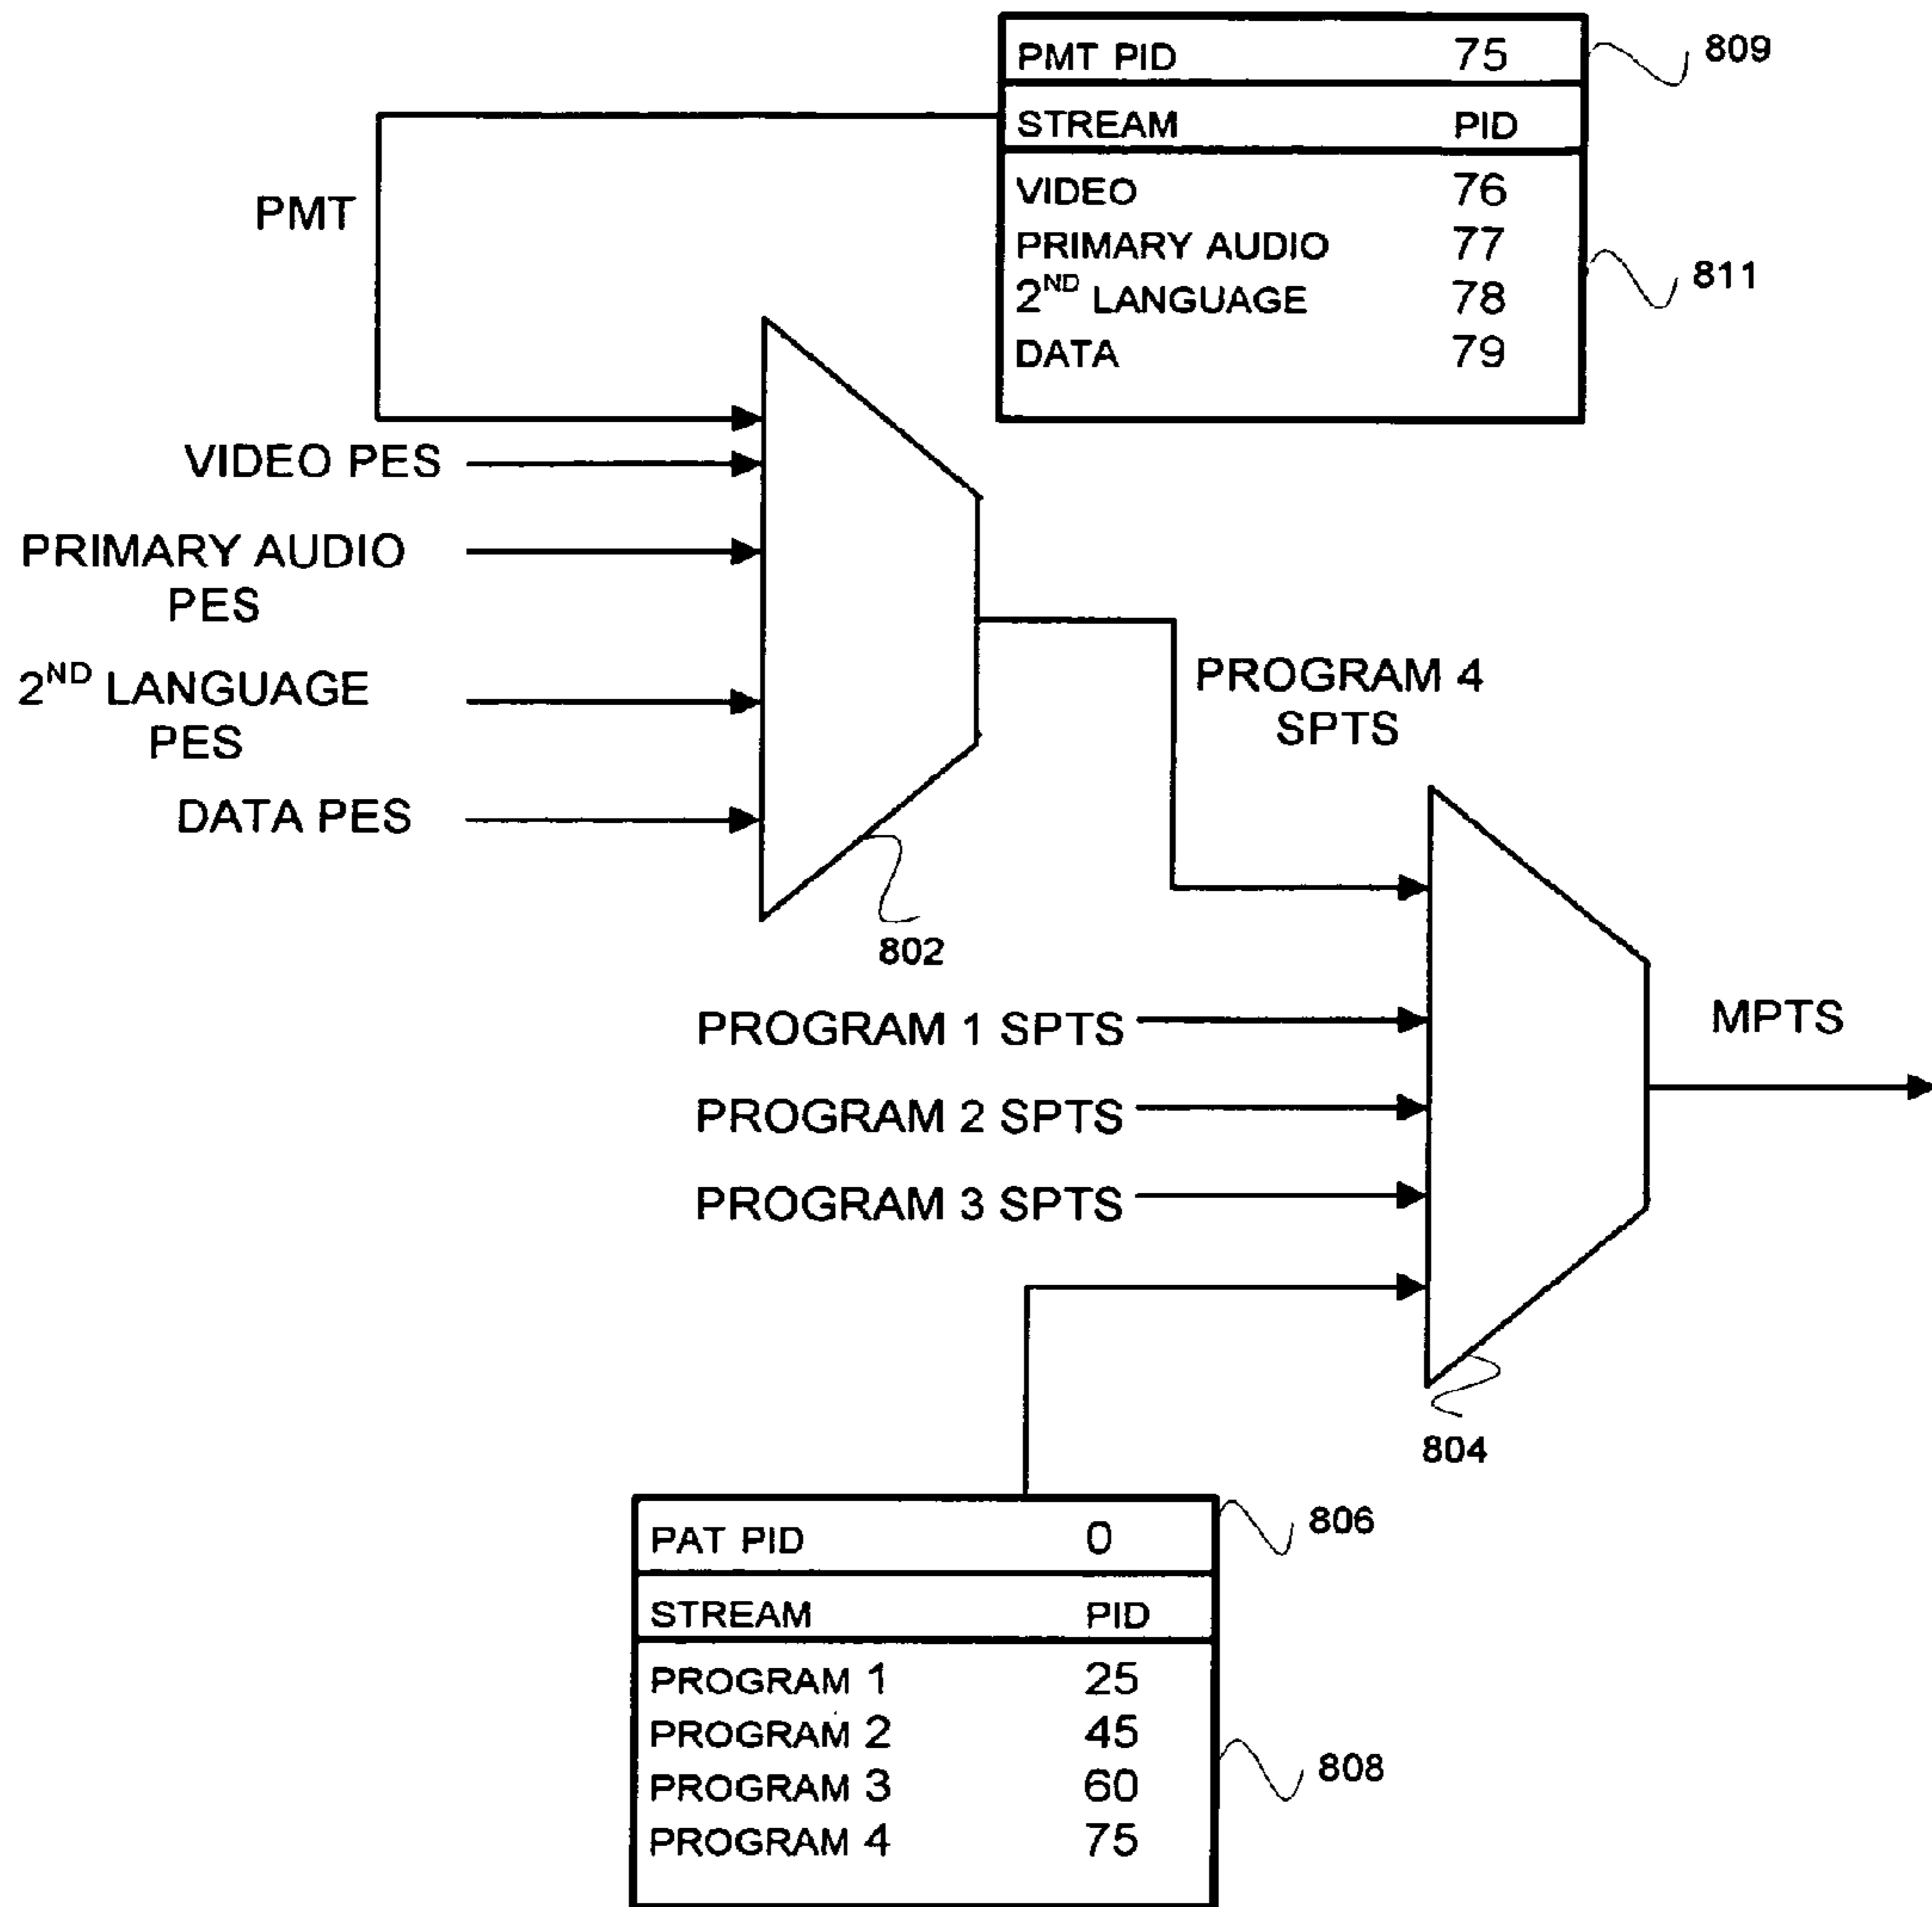 PMT PID 75
809
STREAM PID
VIDEO 76
PRIMARY AUDIO 77
2ND LANGUAGE 78
DATA 79
811
PMT
VIDEO PES
PRIMARY AUDIO
PES
2ND LANGUAGE
PES
DATA PES
802
PROGRAM 4
SPTS
PROGRAM 1 SPTS
PROGRAM 2 SPTS
PROGRAM 3 SPTS
MPTS
804
PAT PID 0
806
STREAM PID
PROGRAM 1 25
PROGRAM 2 45
PROGRAM 3 60
PROGRAM 4 75
808